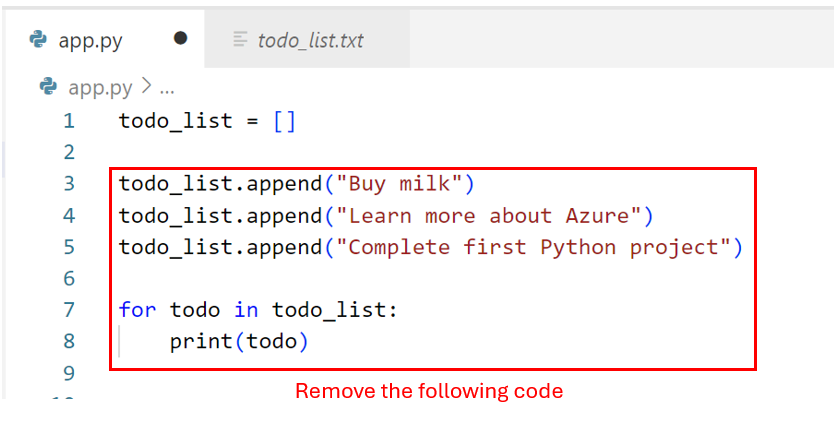 app.py ● todo_list.txt
app.py > ...
1 todo_list = []
2
3 todo_list.append("Buy milk")
4 todo_list.append("Learn more about Azure")
5 todo_list.append("Complete first Python project")
6
7 for todo in todo_list:
8     print(todo)
9
Remove the following code